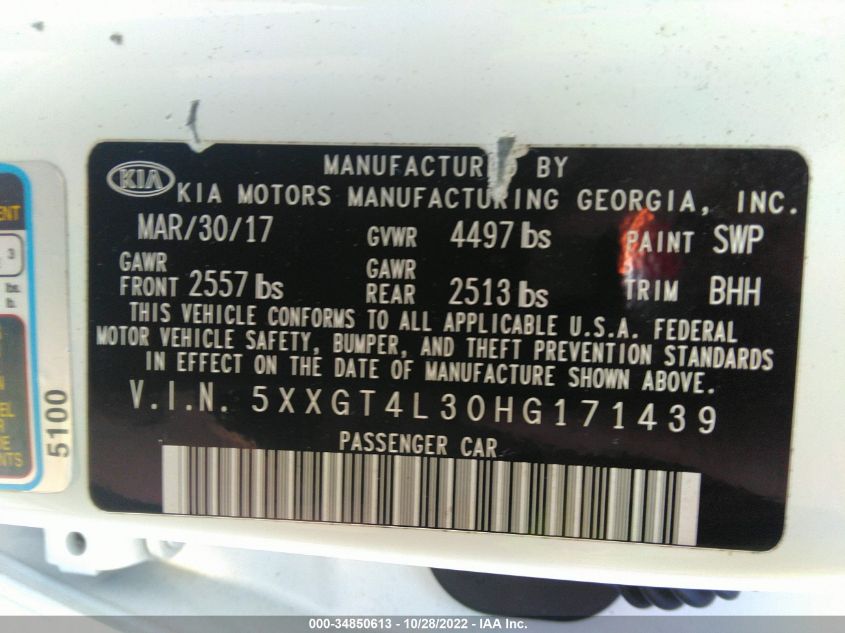 MANUFACTURED BY
KIA KIA MOTORS MANUFACTURING GEORGIA, INC.
MAR/30/17 GVWR 4497 lbs PAINT SWP
GAWR FRONT 2557 lbs GAWR REAR 2513 lbs TRIM BHH
THIS VEHICLE CONFORMS TO ALL APPLICABLE U.S.A. FEDERAL
MOTOR VEHICLE SAFETY, BUMPER, AND THEFT PREVENTION STANDARDS
IN EFFECT ON THE DATE OF MANUFACTURE SHOWN ABOVE.
V.I.N. 5XXGT4L30HG171439
PASSENGER CAR
5100
3
lb.
000-34850613 - 10/28/2022 - IAA Inc.